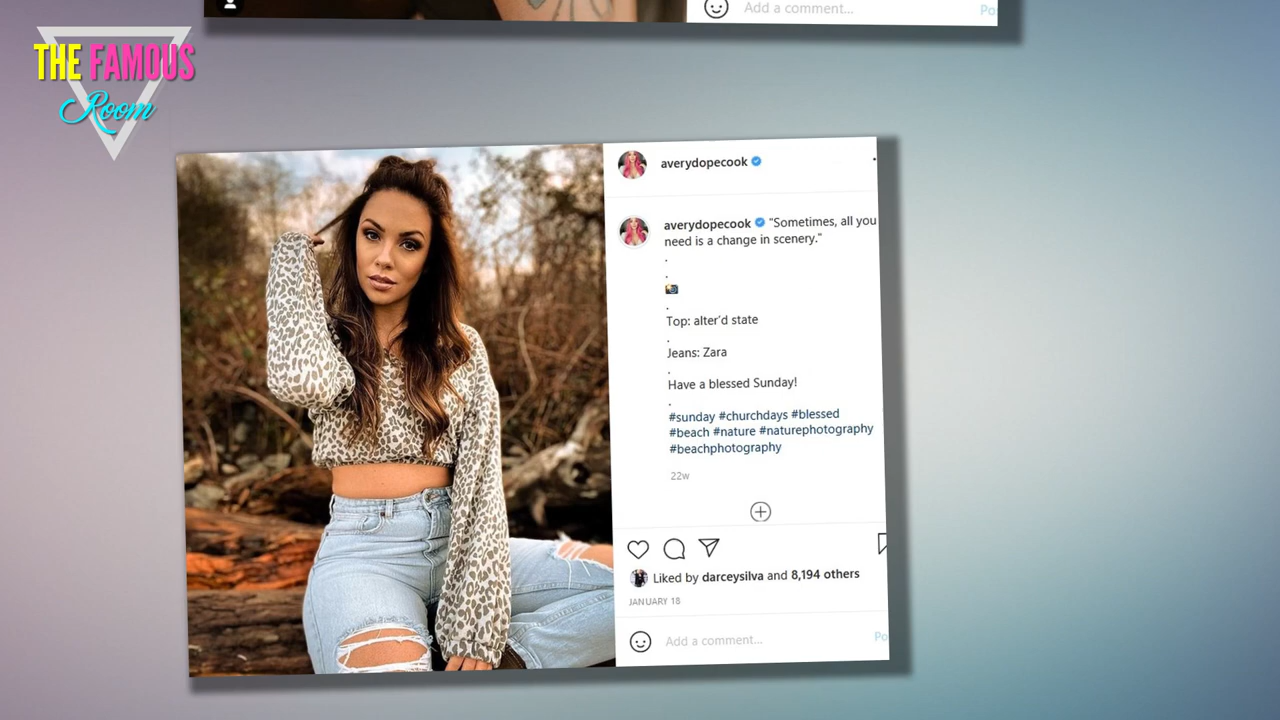 Add a comment...
THE FAMOUS
Room
averydopecook
averydopecook "Sometimes, all you
need is a change in scenery."
.
.
.
Top: alter'd state
.
Jeans: Zara
.
Have a blessed Sunday!
.
#sunday #churchdays #blessed
#beach #nature #naturephotography
#beachphotography
22w
Liked by darceysilva and 8,194 others
JANUARY 18
Add a comment...